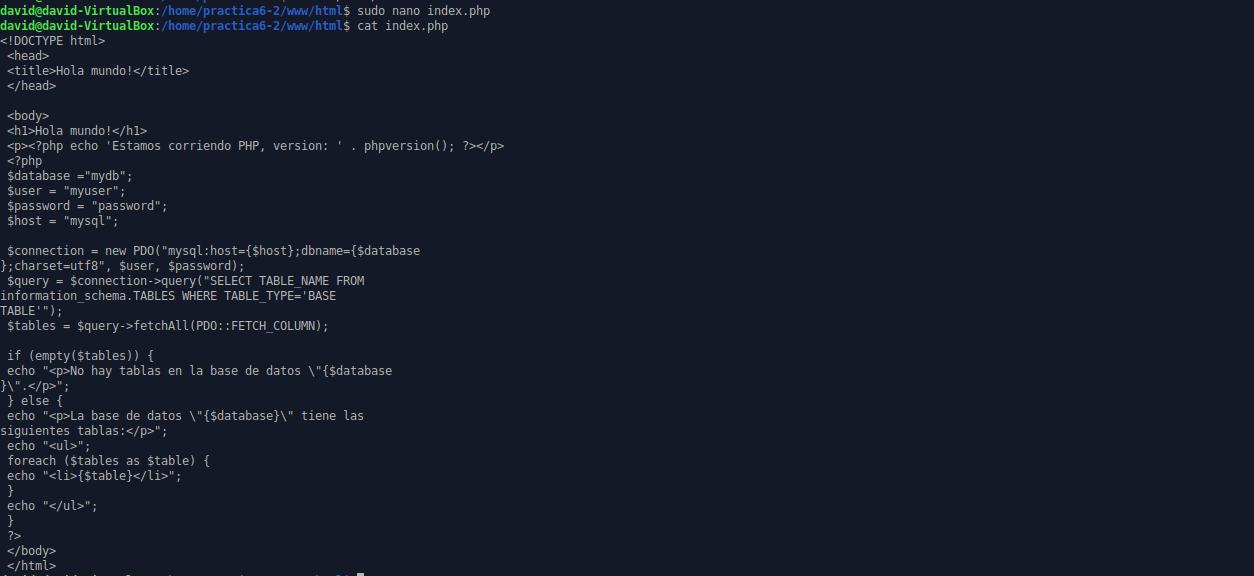 david@david-VirtualBox:/home/practica6-2/www/html$ sudo nano index.php
david@david-VirtualBox:/home/practica6-2/www/html$ cat index.php
<!DOCTYPE html>
 <head>
 <title>Hola mundo!</title>
 </head>

 <body>
 <h1>Hola mundo!</h1>
 <p><?php echo 'Estamos corriendo PHP, version: ' . phpversion(); ?></p>
 <?php
 $database ="mydb";
 $user = "myuser";
 $password = "password";
 $host = "mysql";

 $connection = new PDO("mysql:host={$host};dbname={$database
};charset=utf8", $user, $password);
 $query = $connection->query("SELECT TABLE_NAME FROM
information_schema.TABLES WHERE TABLE_TYPE='BASE
TABLE'");
 $tables = $query->fetchAll(PDO::FETCH_COLUMN);

 if (empty($tables)) {
 echo "<p>No hay tablas en la base de datos \"{$database
}\".</p>";
 } else {
 echo "<p>La base de datos \"{$database}\" tiene las
siguientes tablas:</p>";
 echo "<ul>";
 foreach ($tables as $table) {
 echo "<li>{$table}</li>";
 }
 echo "</ul>";
 }
 ?>
 </body>
 </html>